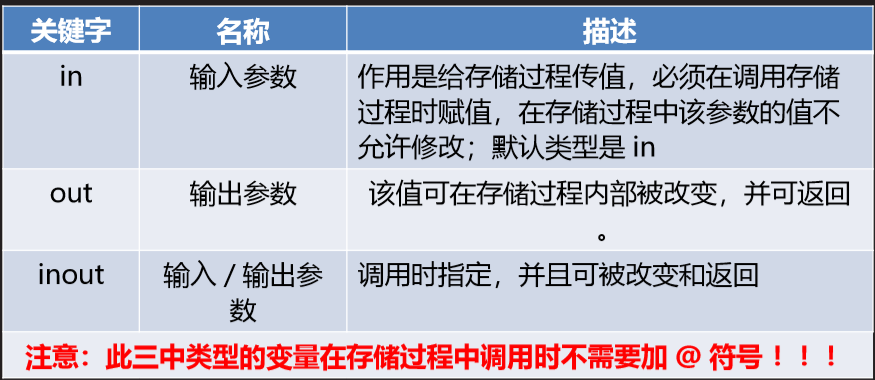 关键字 名称 描述
in 输入参数 作用是给存储过程传值，必须在调用存储
过程时赋值，在存储过程中该参数的值不
允许修改；默认类型是 in
out 输出参数 该值可在存储过程内部被改变，并可返回
。
inout 输入 / 输出参 调用时指定，并且可被改变和返回
数
注意：此三中类型的变量在存储过程中调用时不需要加 @ 符号 ！！！